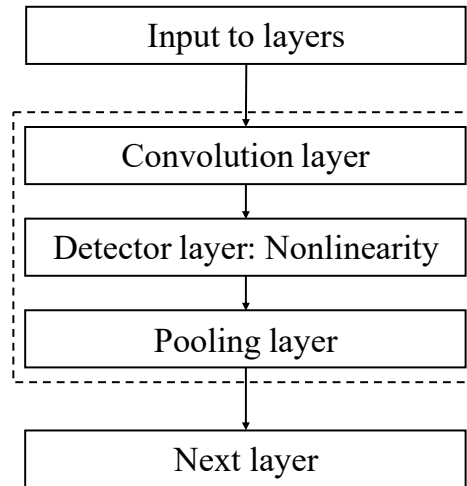 Input to layers
Convolution layer
Detector layer: Nonlinearity
Pooling layer
Next layer